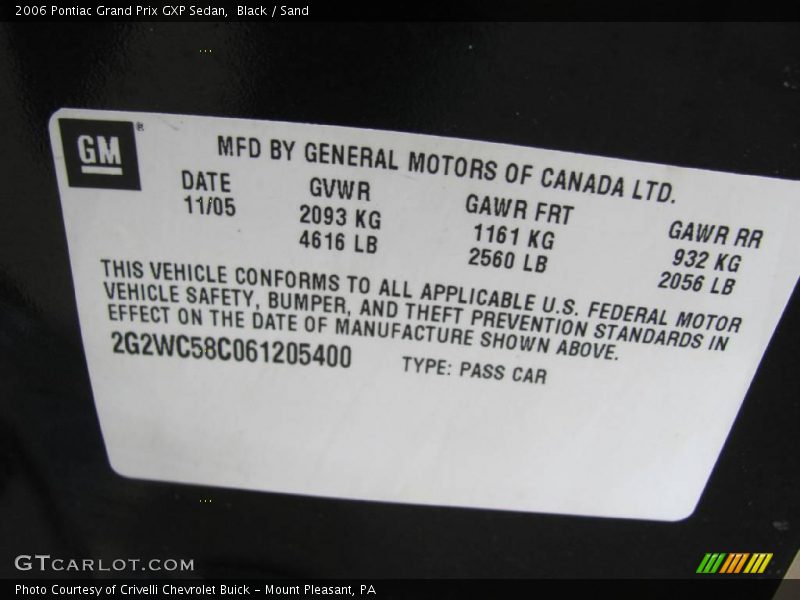 2006 Pontiac Grand Prix GXP Sedan,  Black / Sand
GM ®
MFD BY GENERAL MOTORS OF CANADA LTD.
DATE GVWR GAWR FRT GAWR RR
11/05 2093 KG 1161 KG 932 KG
4616 LB 2560 LB 2056 LB
THIS VEHICLE CONFORMS TO ALL APPLICABLE U.S. FEDERAL MOTOR
VEHICLE SAFETY, BUMPER, AND THEFT PREVENTION STANDARDS IN
EFFECT ON THE DATE OF MANUFACTURE SHOWN ABOVE.
2G2WC58C061205400 TYPE: PASS CAR
GTCARLOT.COM
Photo Courtesy of Crivelli Chevrolet Buick - Mount Pleasant, PA